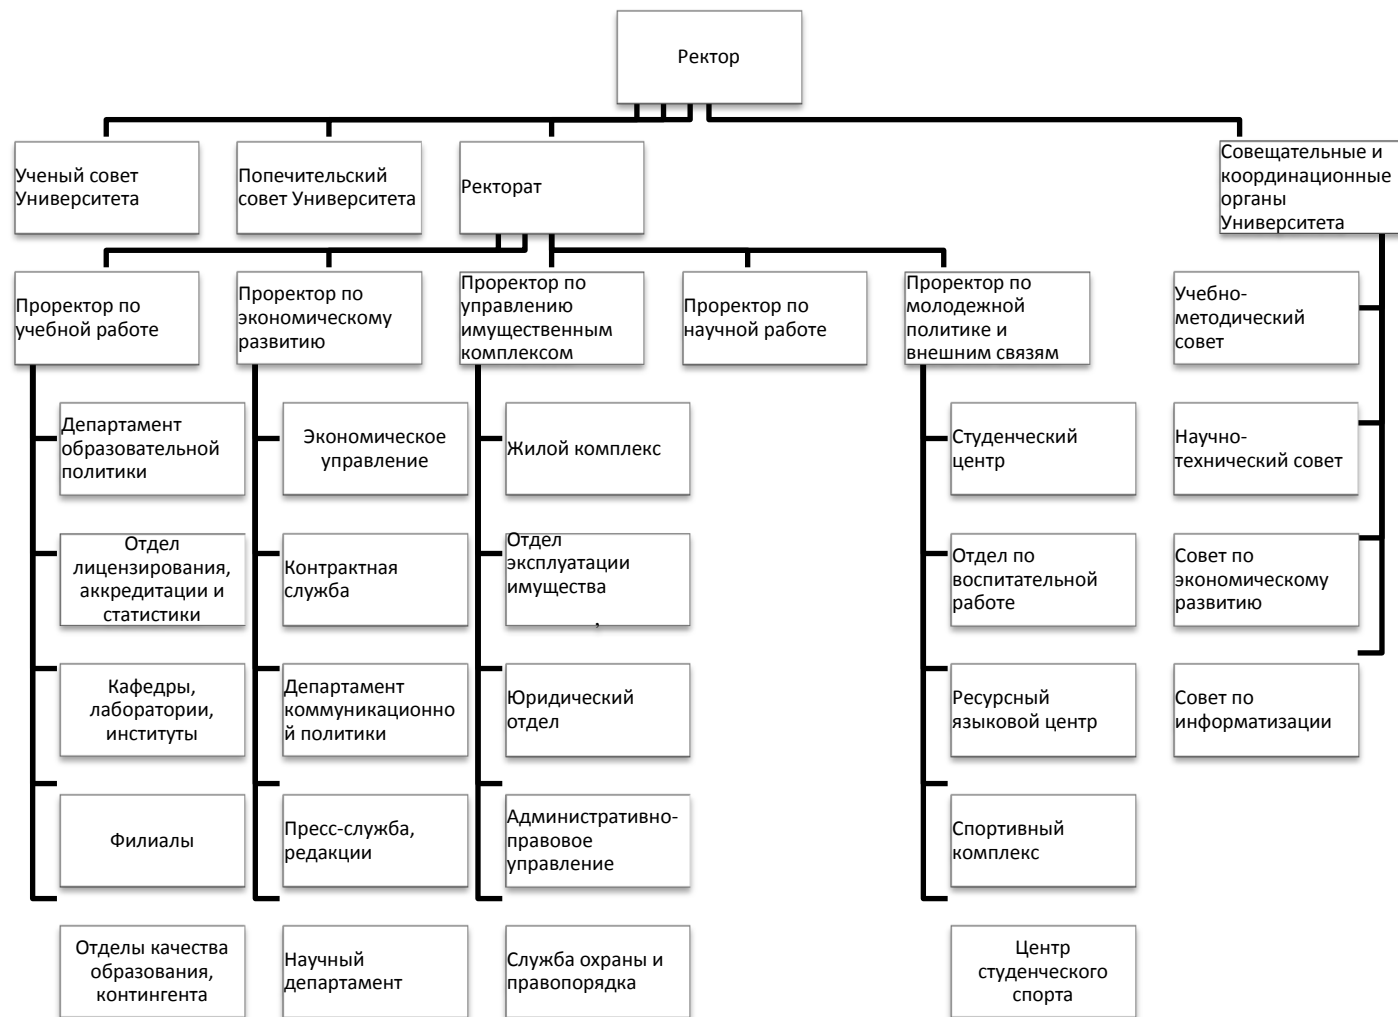 Ректор
Ученый совет
Университета
Попечительский
совет Университета
Ректорат
Совещательные и
координационные
органы
Университета
Проректор по
учебной работе
Проректор по
экономическому
развитию
Проректор по
управлению
имущественным
комплексом
Проректор по
научной работе
Проректор по
молодежной
политике и
внешним связям
Учебно-
методический
совет
Департамент
образовательной
политики
Экономическое
управление
Жилой комплекс
Студенческий
центр
Научно-
технический совет
Отдел
лицензирования,
аккредитации и
статистики
Контрактная
служба
Отдел
эксплуатации
имущества
,
Отдел по
воспитательной
работе
Совет по
экономическому
развитию
Кафедры,
лаборатории,
институты
Департамент
коммуникационно
й политики
Юридический
отдел
Ресурсный
языковой центр
Совет по
информатизации
Филиалы
Пресс-служба,
редакции
Административно-
правовое
управление
Спортивный
комплекс
Отделы качества
образования,
контингента
Научный
департамент
Служба охраны и
правопорядка
Центр
студенческого
спорта